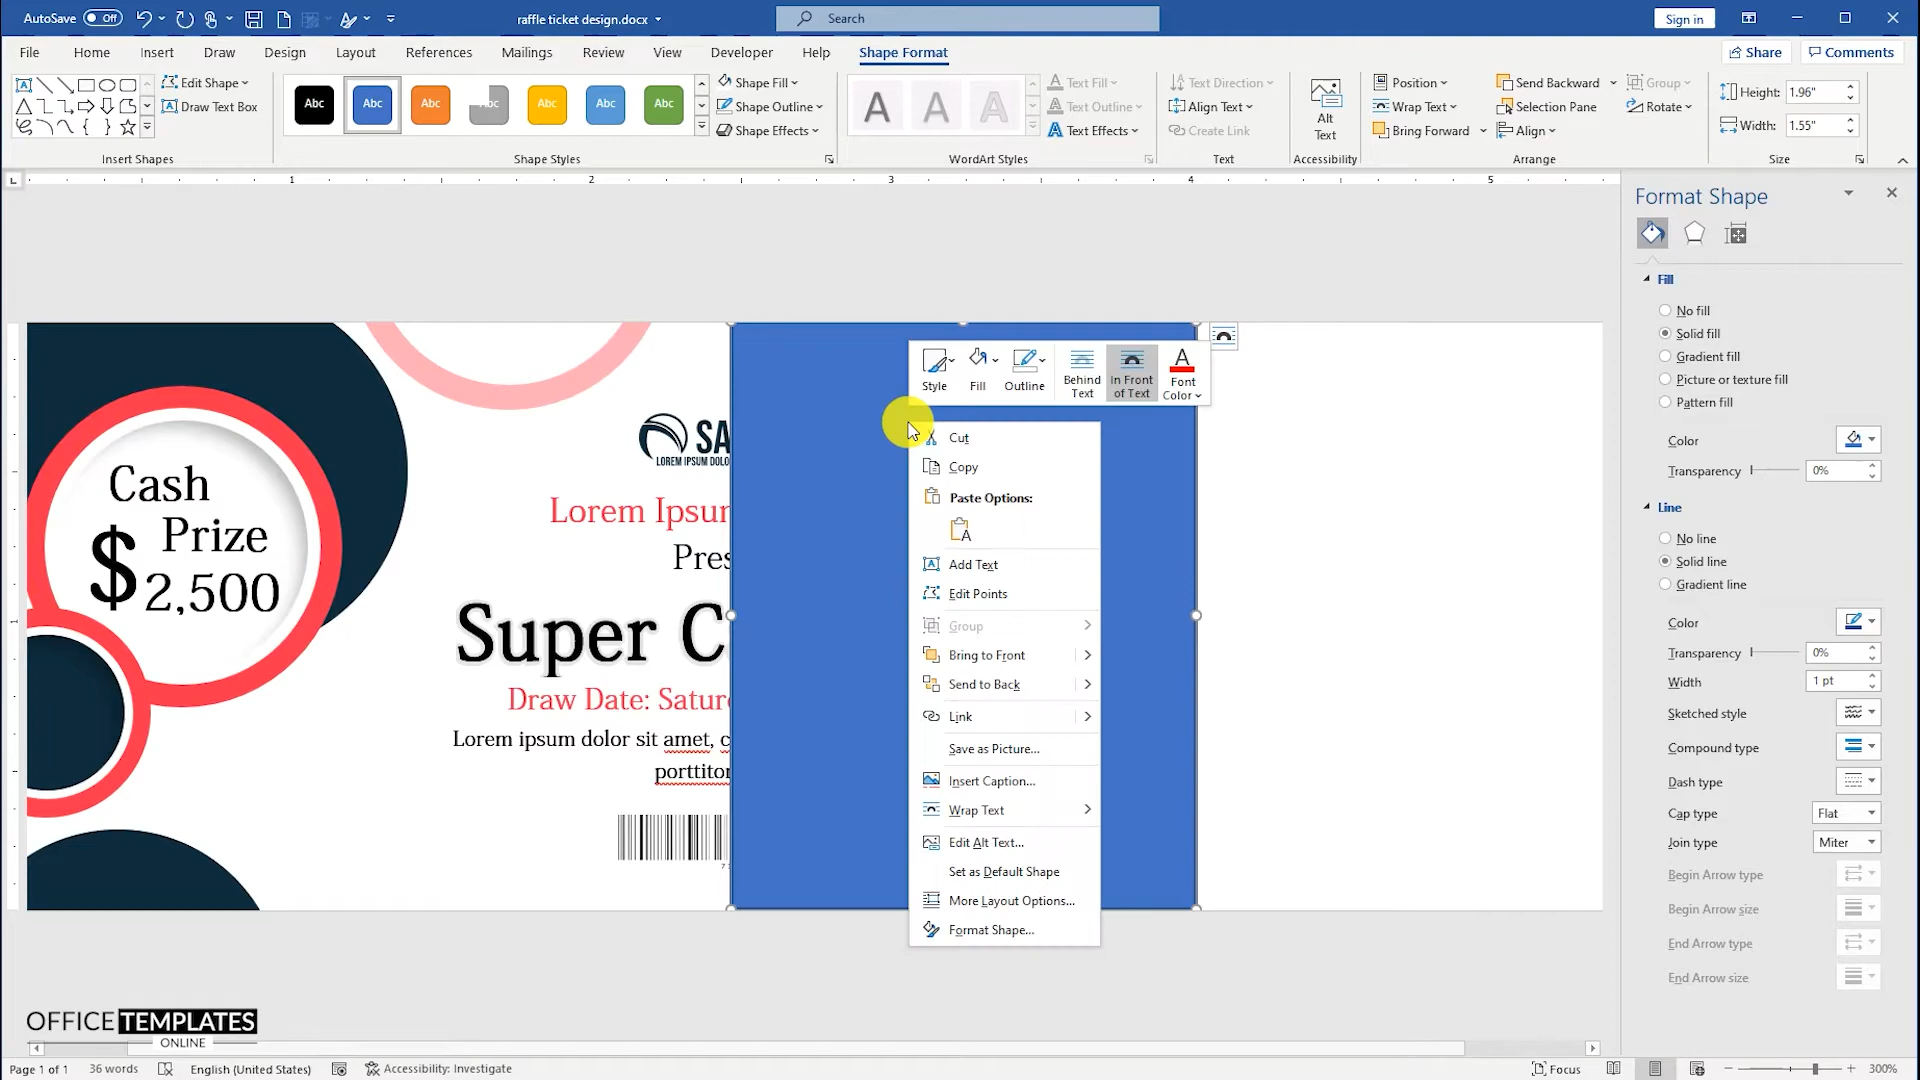 AutoSave Off
raffle ticket design.docx
Search
Sign in
File Home Insert Draw Design Layout References Mailings Review View Developer Help Shape Format
Share Comments
Edit Shape
Draw Text Box
Insert Shapes
Abc Abc Abc Abc Abc Abc Abc
Shape Fill
Shape Outline
Shape Effects
Shape Styles
A A A
Text Fill
Text Outline
Text Effects
WordArt Styles
Text Direction
Align Text
Create Link
Text
Alt
Text
Accessibility
Position
Wrap Text
Bring Forward
Send Backward
Selection Pane
Align
Group
Rotate
Arrange
Height: 1.96"
Width: 1.55"
Size
1 2 3 4 5
Cash
Prize
$ 2,500
SA
LOREM IPSUM DOLO
Lorem Ipsur
Pres
Super C
Draw Date: Satur
Lorem ipsum dolor sit amet, c
porttitor
7
Style
Fill
Outline
Behind
Text
In Front
of Text
Font
Color
Cut
Copy
Paste Options:
Add Text
Edit Points
Group
Bring to Front
Send to Back
Link
Save as Picture...
Insert Caption...
Wrap Text
Edit Alt Text...
Set as Default Shape
More Layout Options...
Format Shape...
Format Shape
Fill
No fill
Solid fill
Gradient fill
Picture or texture fill
Pattern fill
Color
Transparency 0%
Line
No line
Solid line
Gradient line
Color
Transparency 0%
Width 1 pt
Sketched style
Compound type
Dash type
Cap type Flat
Join type Miter
Begin Arrow type
Begin Arrow size
End Arrow type
End Arrow size
OFFICE TEMPLATES
ONLINE
Page 1 of 1 36 words English (United States) Accessibility: Investigate Focus 300%